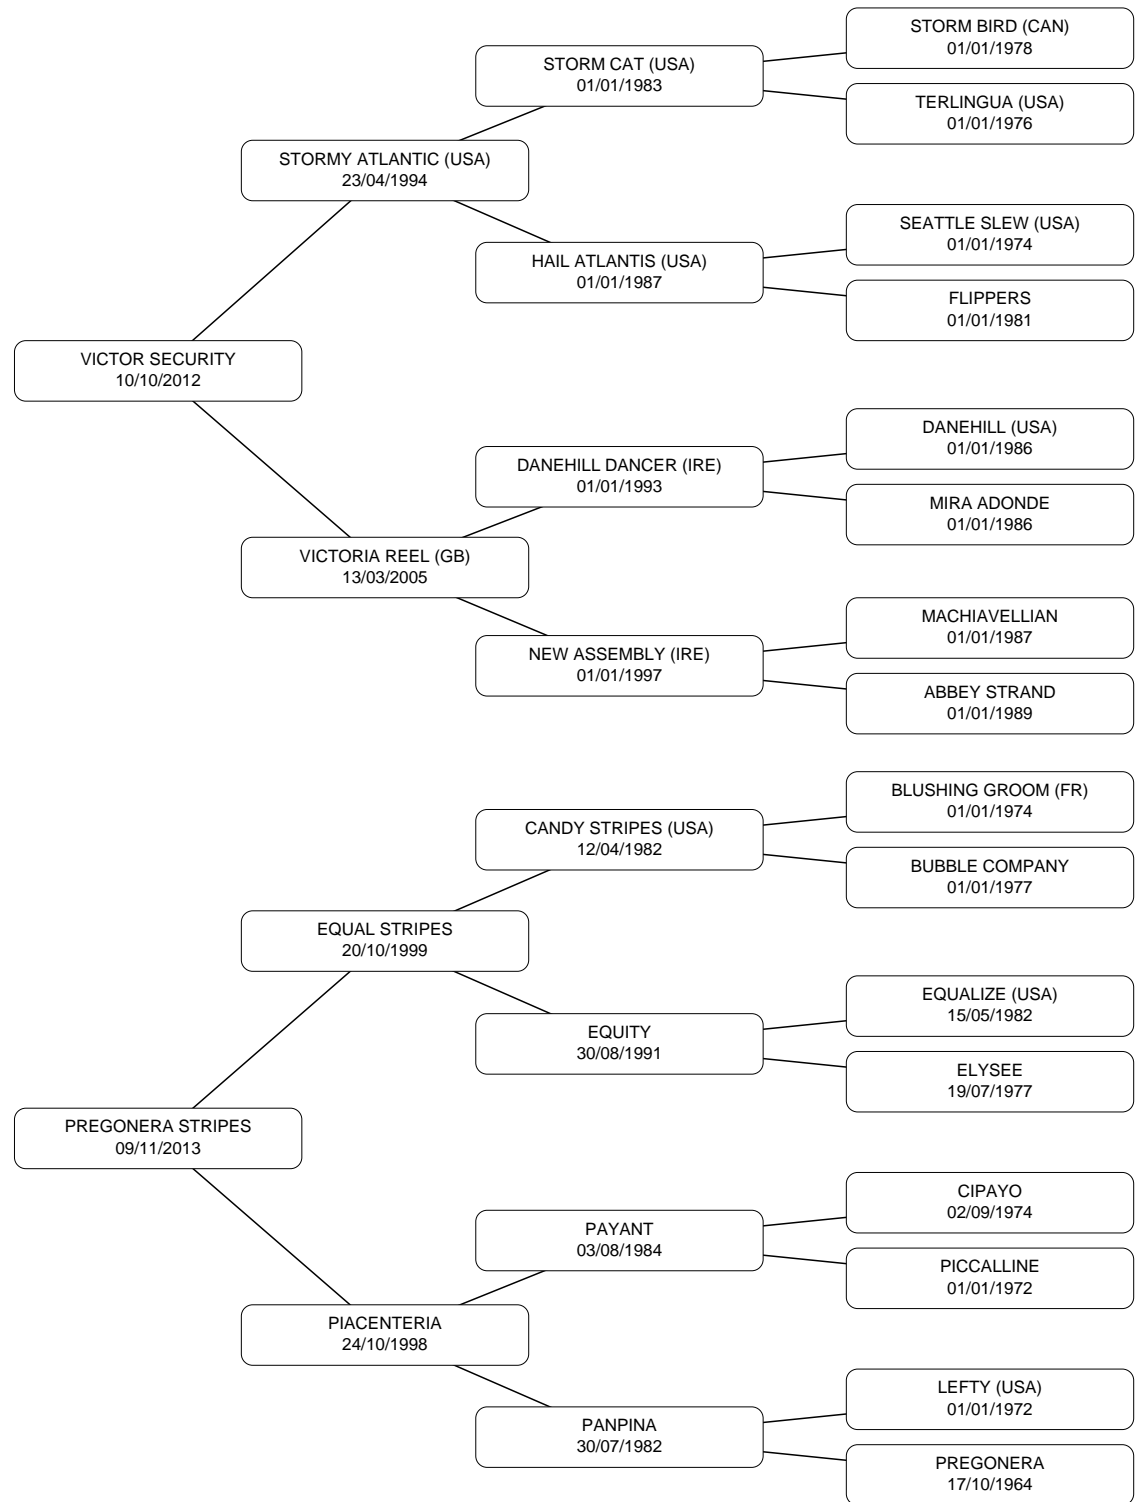 STORM BIRD (CAN)
01/01/1978
STORM CAT (USA)
01/01/1983
TERLINGUA (USA)
01/01/1976
STORMY ATLANTIC (USA)
23/04/1994
SEATTLE SLEW (USA)
01/01/1974
HAIL ATLANTIS (USA)
01/01/1987
FLIPPERS
01/01/1981
VICTOR SECURITY
10/10/2012
DANEHILL (USA)
01/01/1986
DANEHILL DANCER (IRE)
01/01/1993
MIRA ADONDE
01/01/1986
VICTORIA REEL (GB)
13/03/2005
MACHIAVELLIAN
01/01/1987
NEW ASSEMBLY (IRE)
01/01/1997
ABBEY STRAND
01/01/1989
BLUSHING GROOM (FR)
01/01/1974
CANDY STRIPES (USA)
12/04/1982
BUBBLE COMPANY
01/01/1977
EQUAL STRIPES
20/10/1999
EQUALIZE (USA)
15/05/1982
EQUITY
30/08/1991
ELYSEE
19/07/1977
PREGONERA STRIPES
09/11/2013
CIPAYO
02/09/1974
PAYANT
03/08/1984
PICCALLINE
01/01/1972
PIACENTERIA
24/10/1998
LEFTY (USA)
01/01/1972
PANPINA
30/07/1982
PREGONERA
17/10/1964